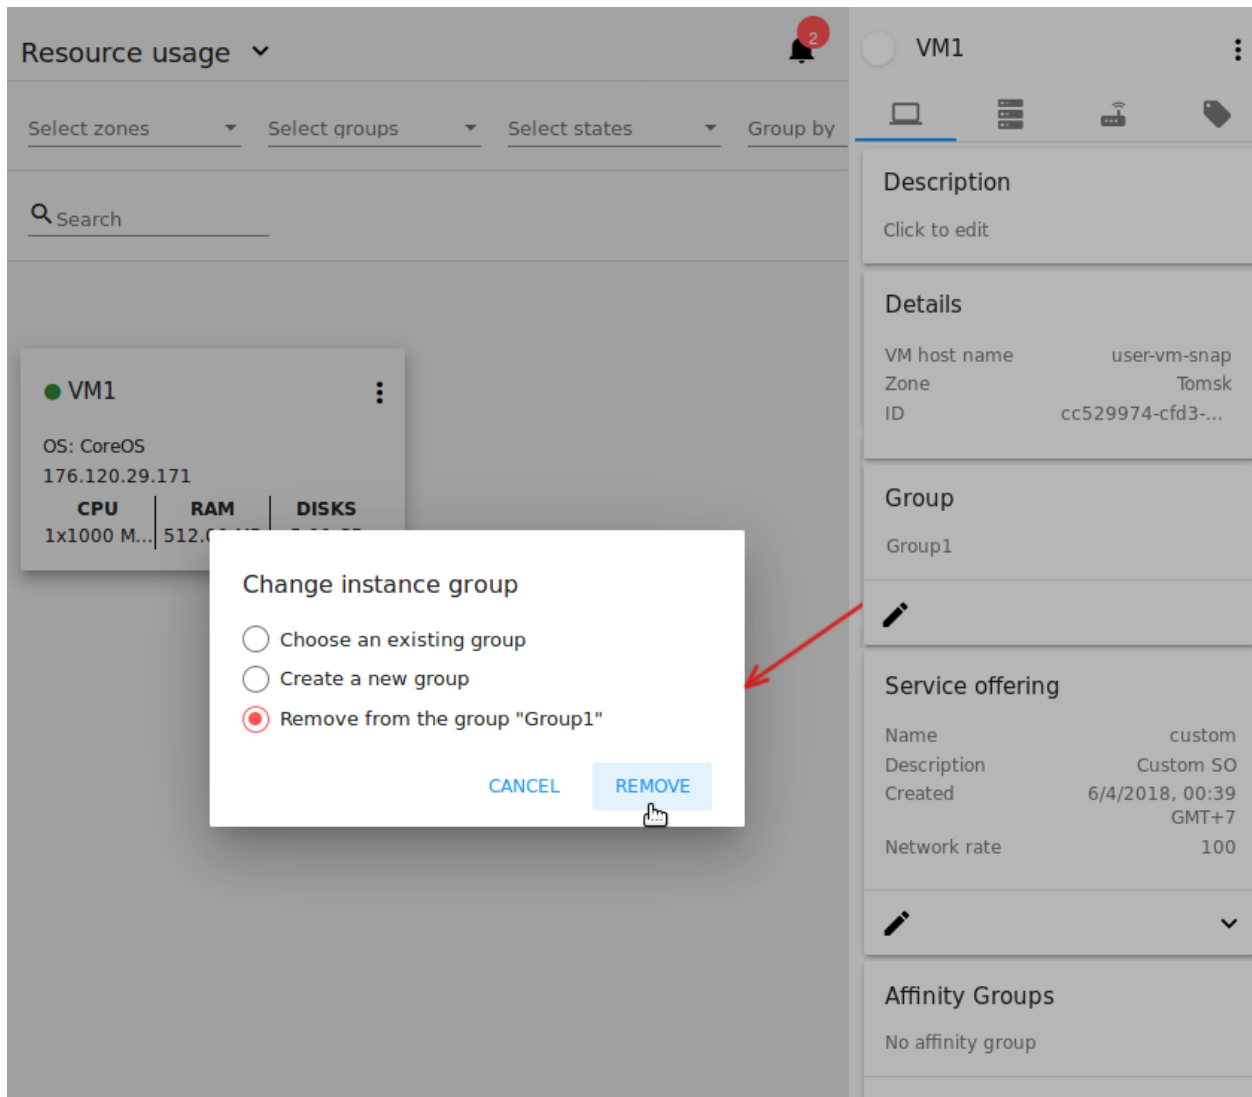 Resource usage
2
Select zones
Select groups
Select states
Group by
Search
VM1
OS: CoreOS
176.120.29.171
CPU RAM DISKS
1x1000 M...
Change instance group
Choose an existing group
Create a new group
Remove from the group "Group1"
CANCEL REMOVE
VM1
Description
Click to edit
Details
VM host name user-vm-snap
Zone Tomsk
ID cc529974-cfd3-...
Group
Group1
Service offering
Name custom
Description Custom SO
Created 6/4/2018, 00:39
GMT+7
Network rate 100
Affinity Groups
No affinity group